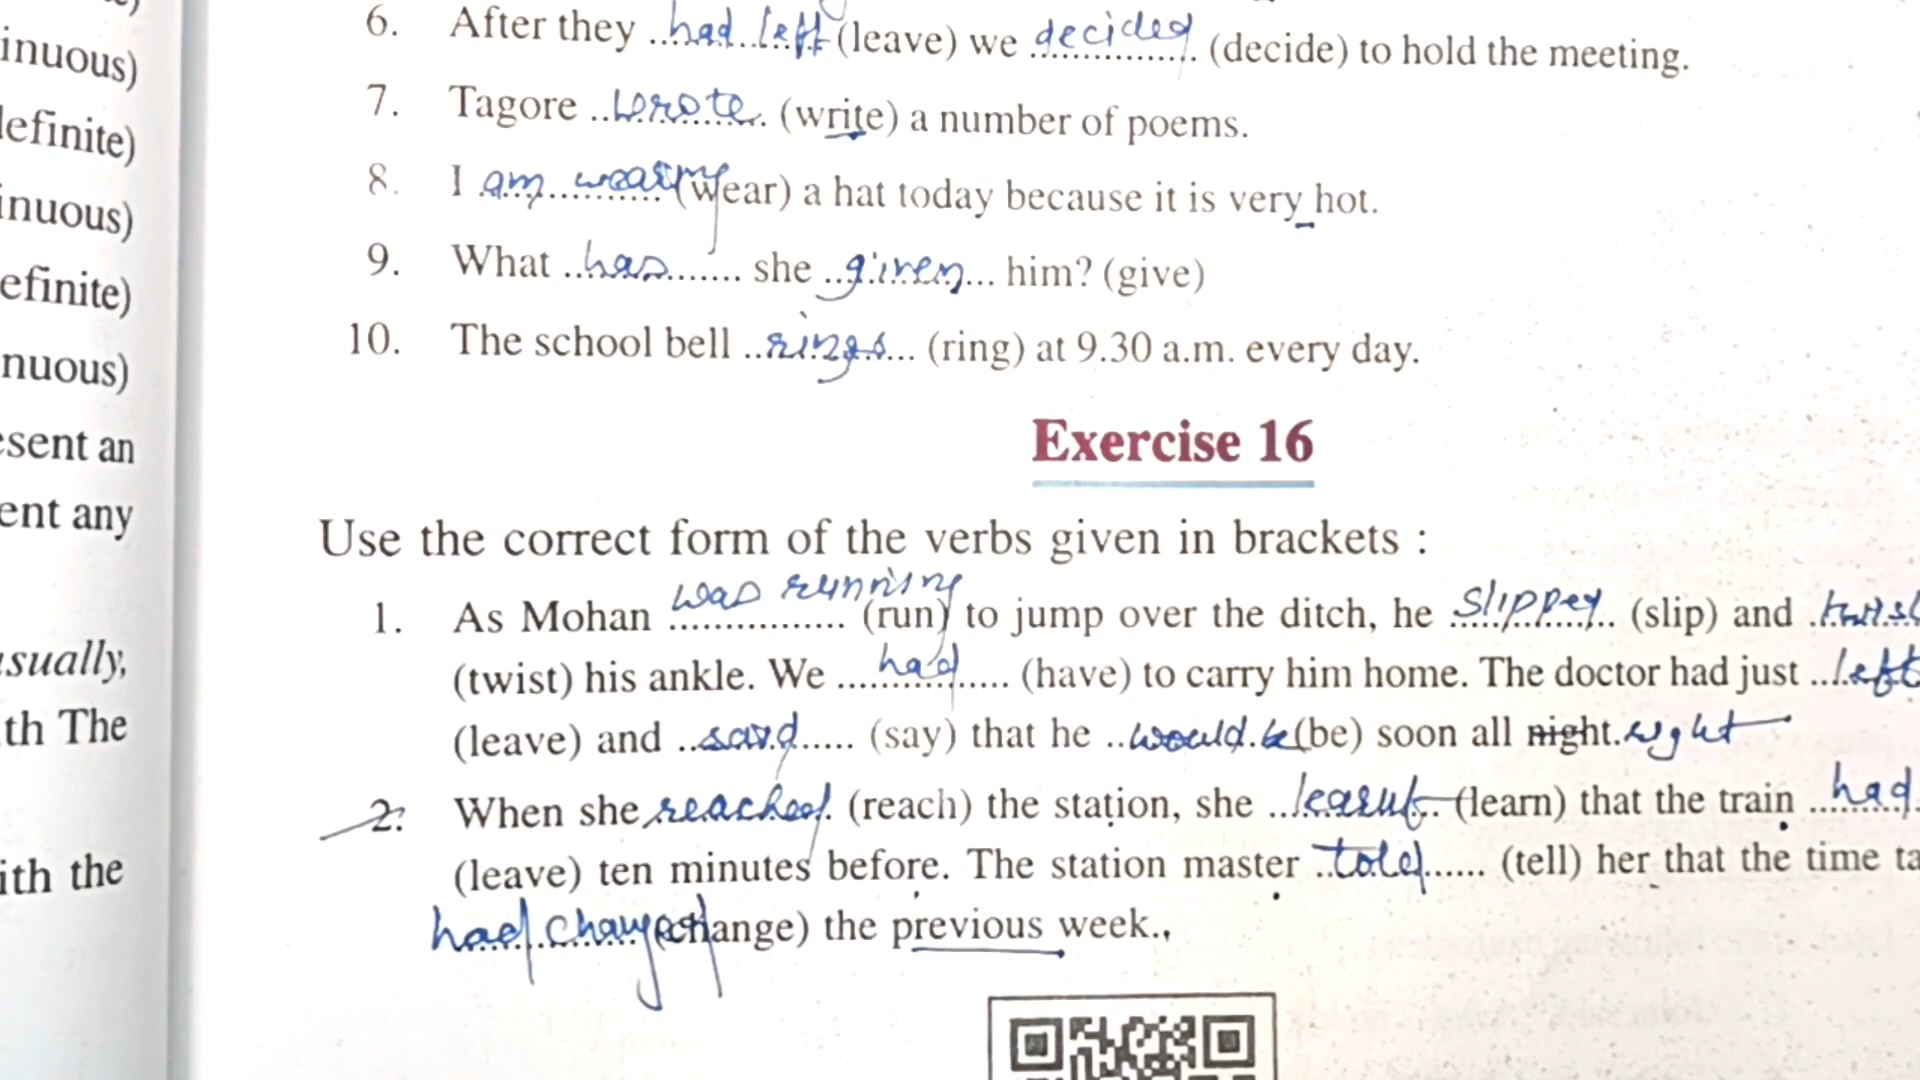 inuous)
6. After they ...had left (leave) we decided (decide) to hold the meeting.
lefinite)
7. Tagore ..wrote. (write) a number of poems.
inuous)
8. I am wearing (wear) a hat today because it is very hot.
efinite)
9. What ..has....... she ..given... him? (give)
nuous)
10. The school bell ..rings... (ring) at 9.30 a.m. every day.
esent an
Exercise 16
ent any
Use the correct form of the verbs given in brackets :
1. As Mohan was running (run) to jump over the ditch, he slipped (slip) and twist
sually,
(twist) his ankle. We ...had... (have) to carry him home. The doctor had just ...left
th The
(leave) and ..said..... (say) that he ..would be (be) soon all night. right
2. When she reached. (reach) the station, she ...learnt.. (learn) that the train ...had.
ith the
(leave) ten minutes before. The station master ..told...... (tell) her that the time ta
had changed (change) the previous week.